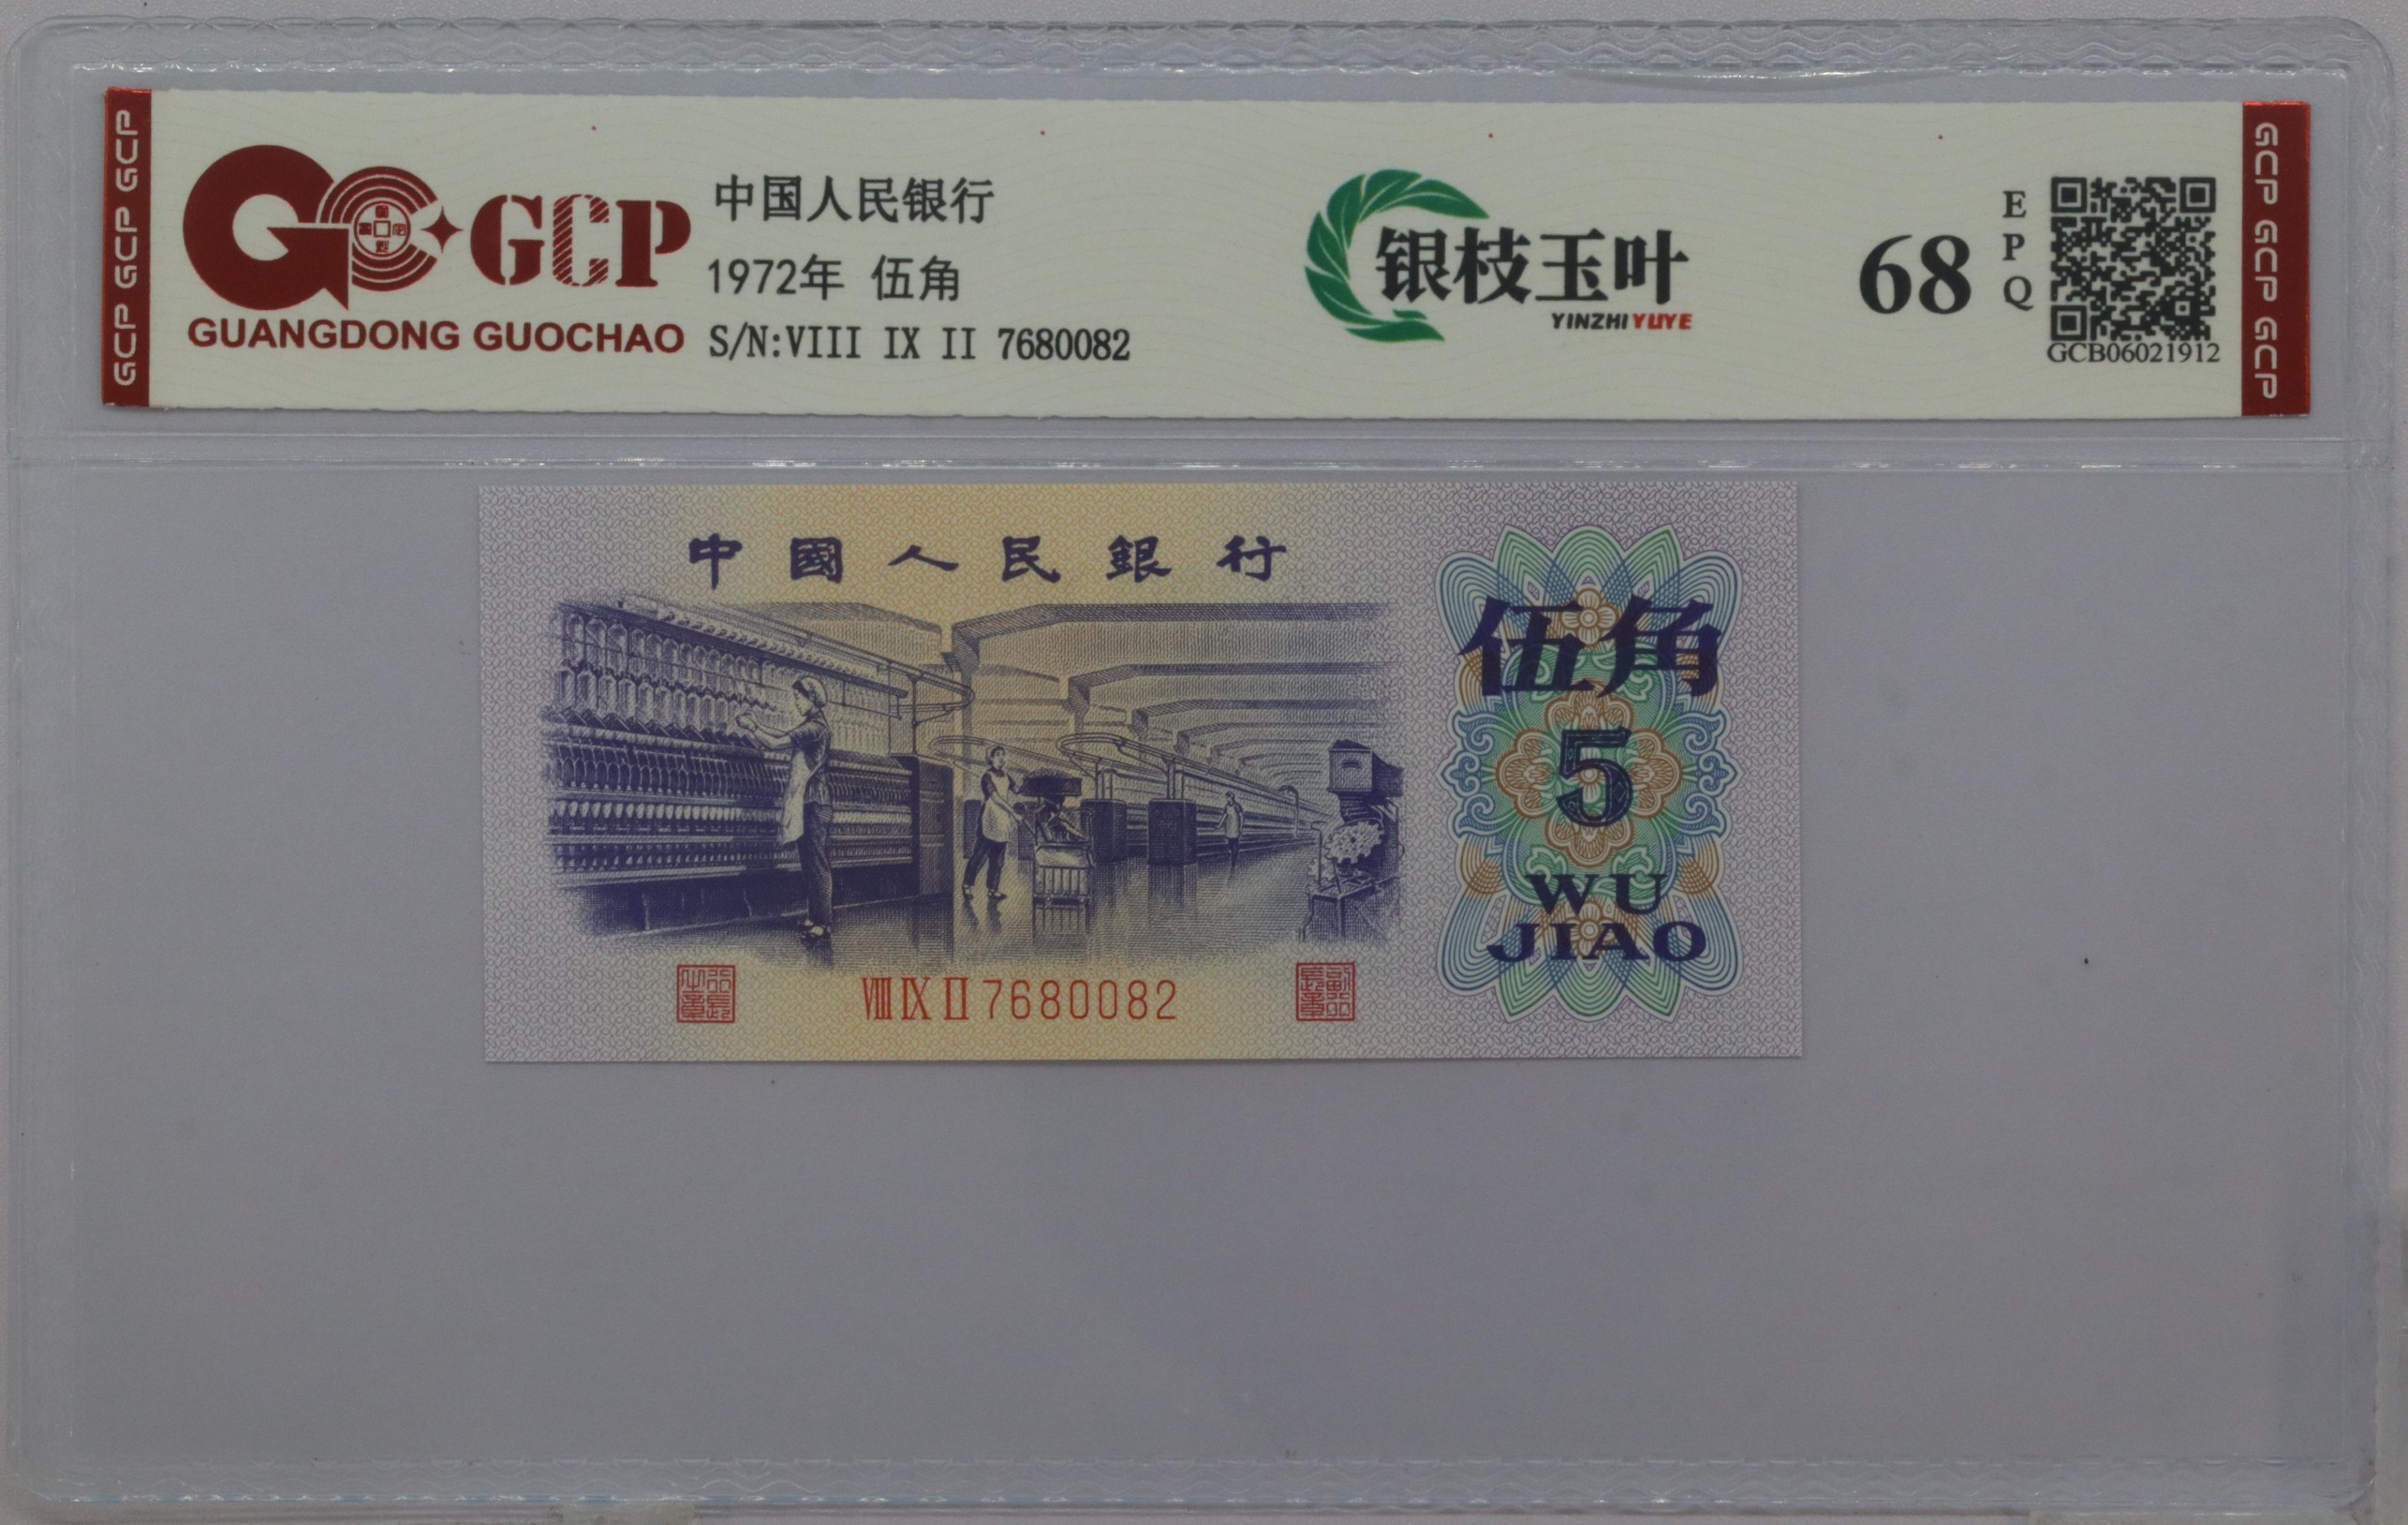 GCP GCP GCP
GCP
GUANGDONG GUOCHAO
中国人民银行
1972年 伍角
S/N:VIII IX II 7680082
银枝玉叶
YINZHIYUYE
68
EPQ
GCB06021912
GCP GCP GCP
中國人民銀行
伍角
5
WU
JIAO
VIII IX II 7680082